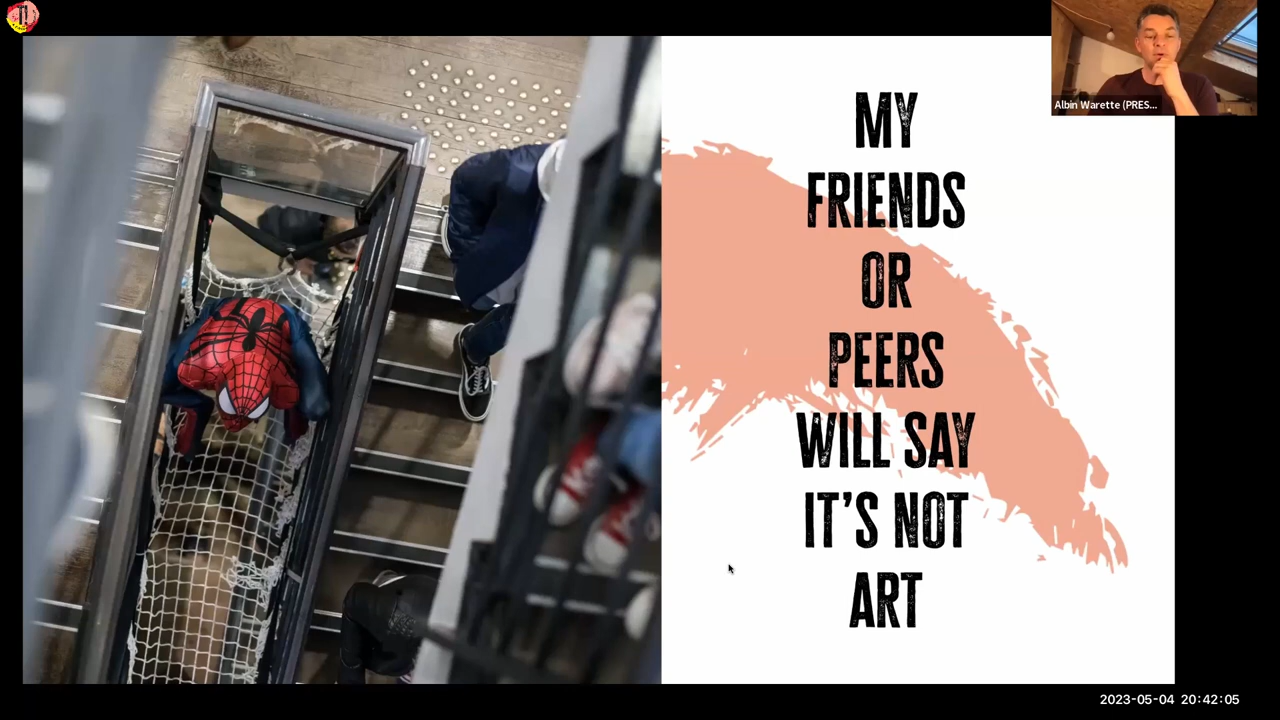 Albin Warette (PRES...
MY
FRIENDS
OR
PEERS
WILL SAY
IT'S NOT
ART
2023-05-04 20:42:05